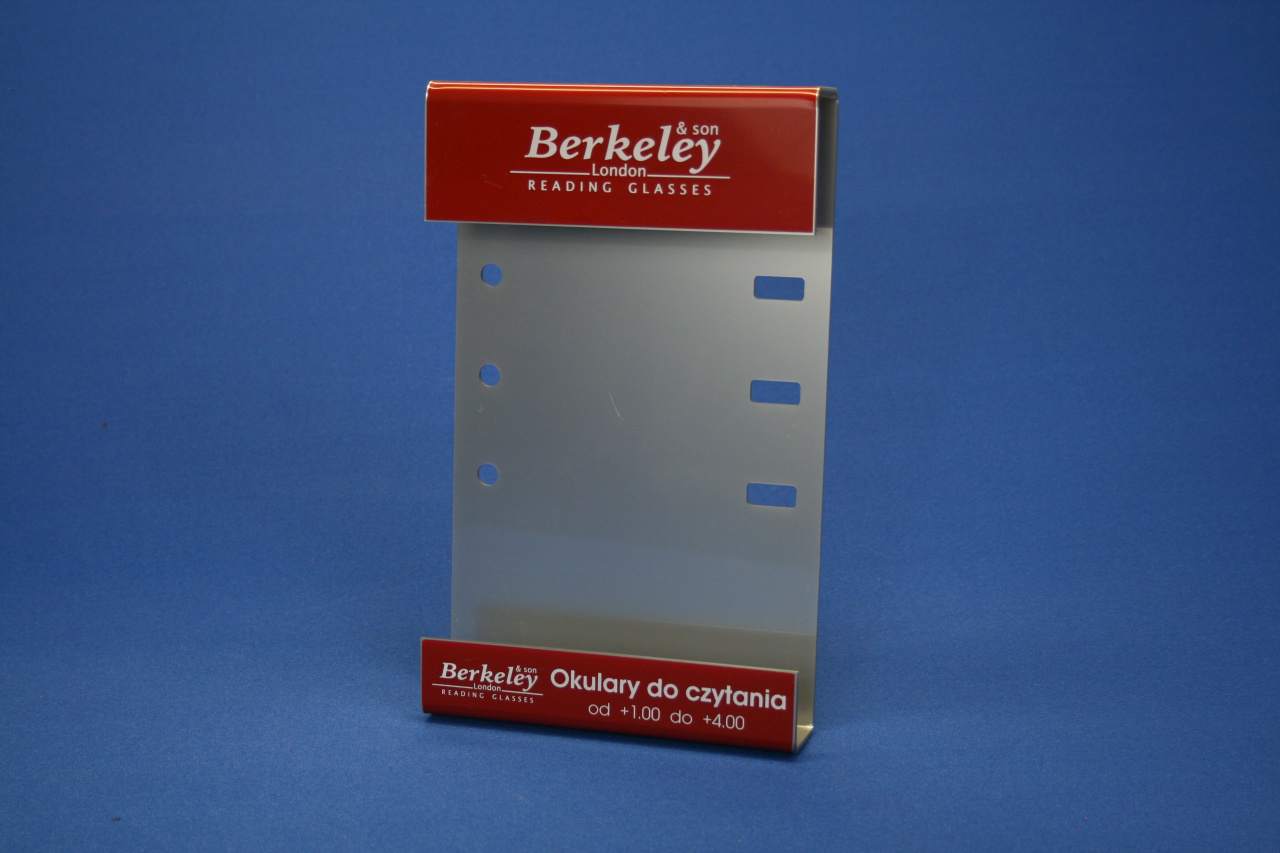 Berkeley & son
London
READING GLASSES
Berkeley & son
London
READING GLASSES
Okulary do czytania
od +1.00 do +4.00